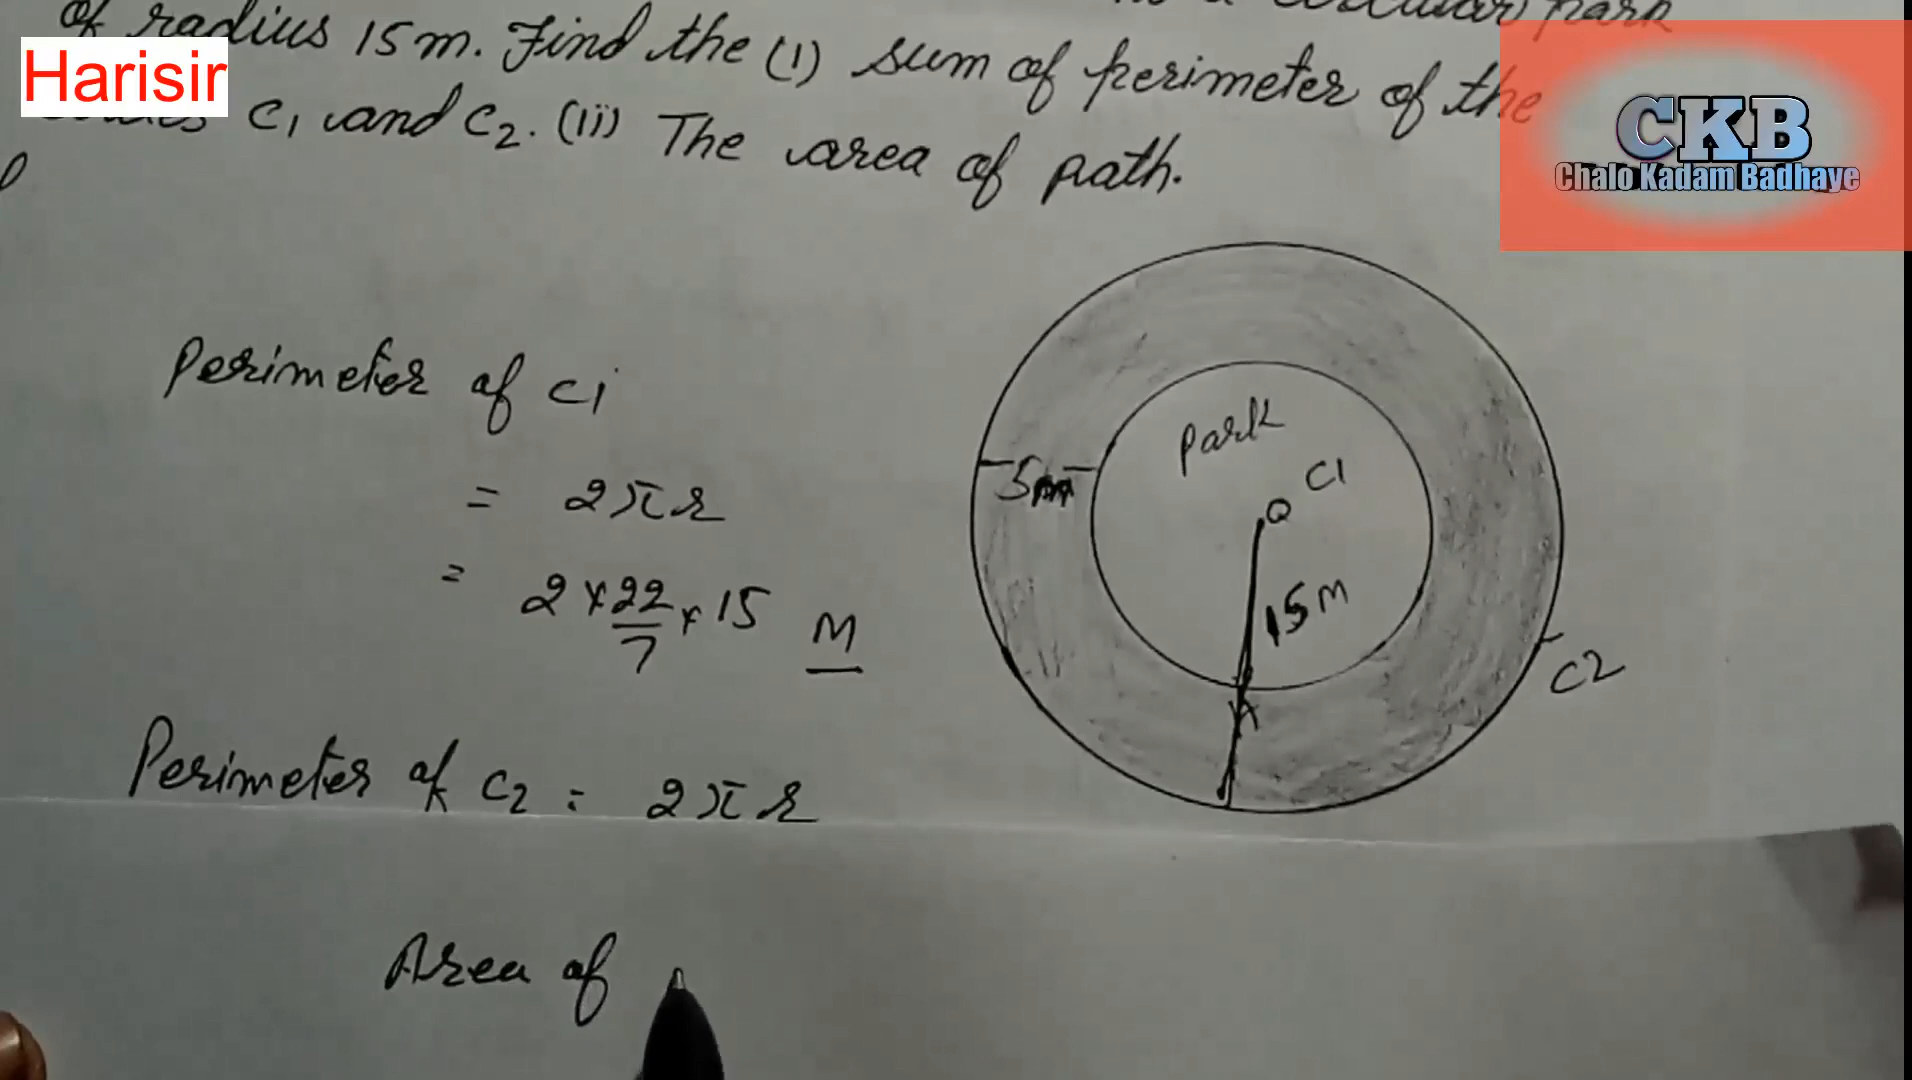 of radius 15 m. Find the (i) sum of perimeter of the
circles C1 and C2. (ii) The area of path.
Harisir
CKB
Chalo Kadam Badhaye
Perimeter of C1
= 2πr
= 2 × 22/7 × 15 M
Perimeter of C2 = 2πr
Area of
Park
C1
5m
O
15 M
C2